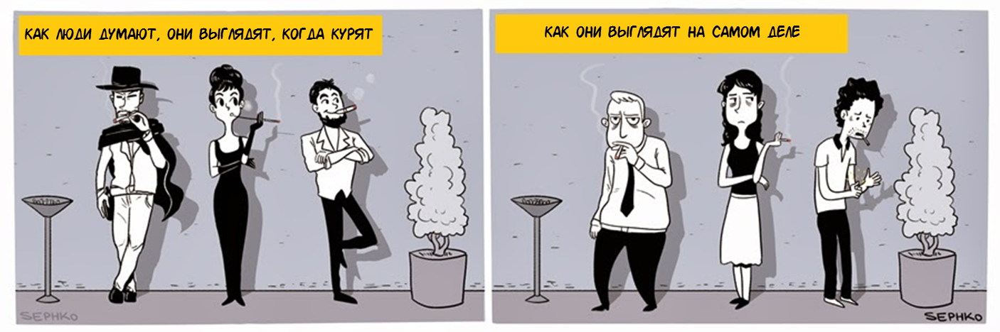 КАК ЛЮДИ ДУМАЮТ, ОНИ ВЫГЛЯДЯТ, КОГДА КУРЯТ
КАК ОНИ ВЫГЛЯДЯТ НА САМОМ ДЕЛЕ
SEPHKO
SEPHKO